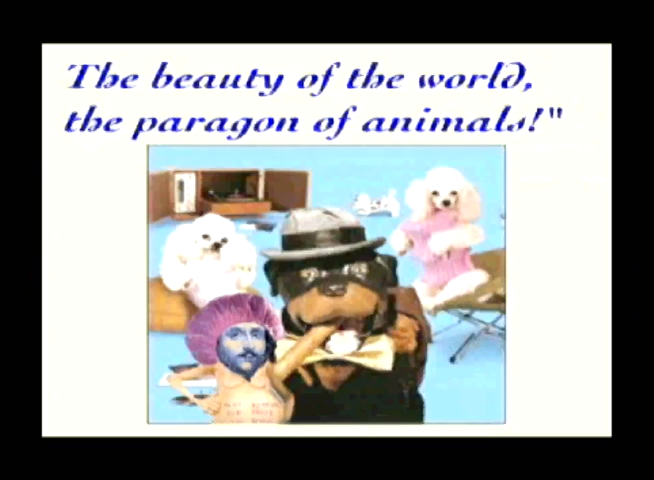 The beauty of the world,
the paragon of animals!"